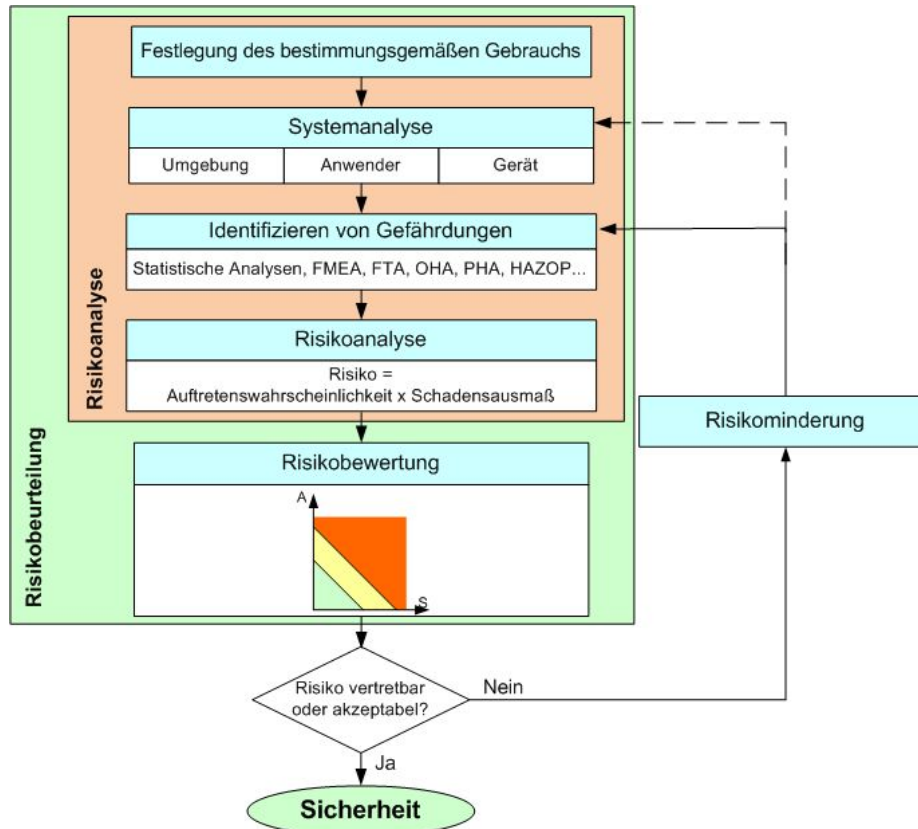 Festlegung des bestimmungsgemäßen Gebrauchs
Systemanalyse
Umgebung
Anwender
Gerät
Identifizieren von Gefährdungen
Statistische Analysen, FMEA, FTA, OHA, PHA, HAZOP...
Risikoanalyse
Risiko =
Auftretenswahrscheinlichkeit x Schadensausmaß
Risikoanalyse
Risikominderung
Risikobewertung
A
S
Risikobeurteilung
Risiko vertretbar
oder akzeptabel?
Nein
Ja
Sicherheit